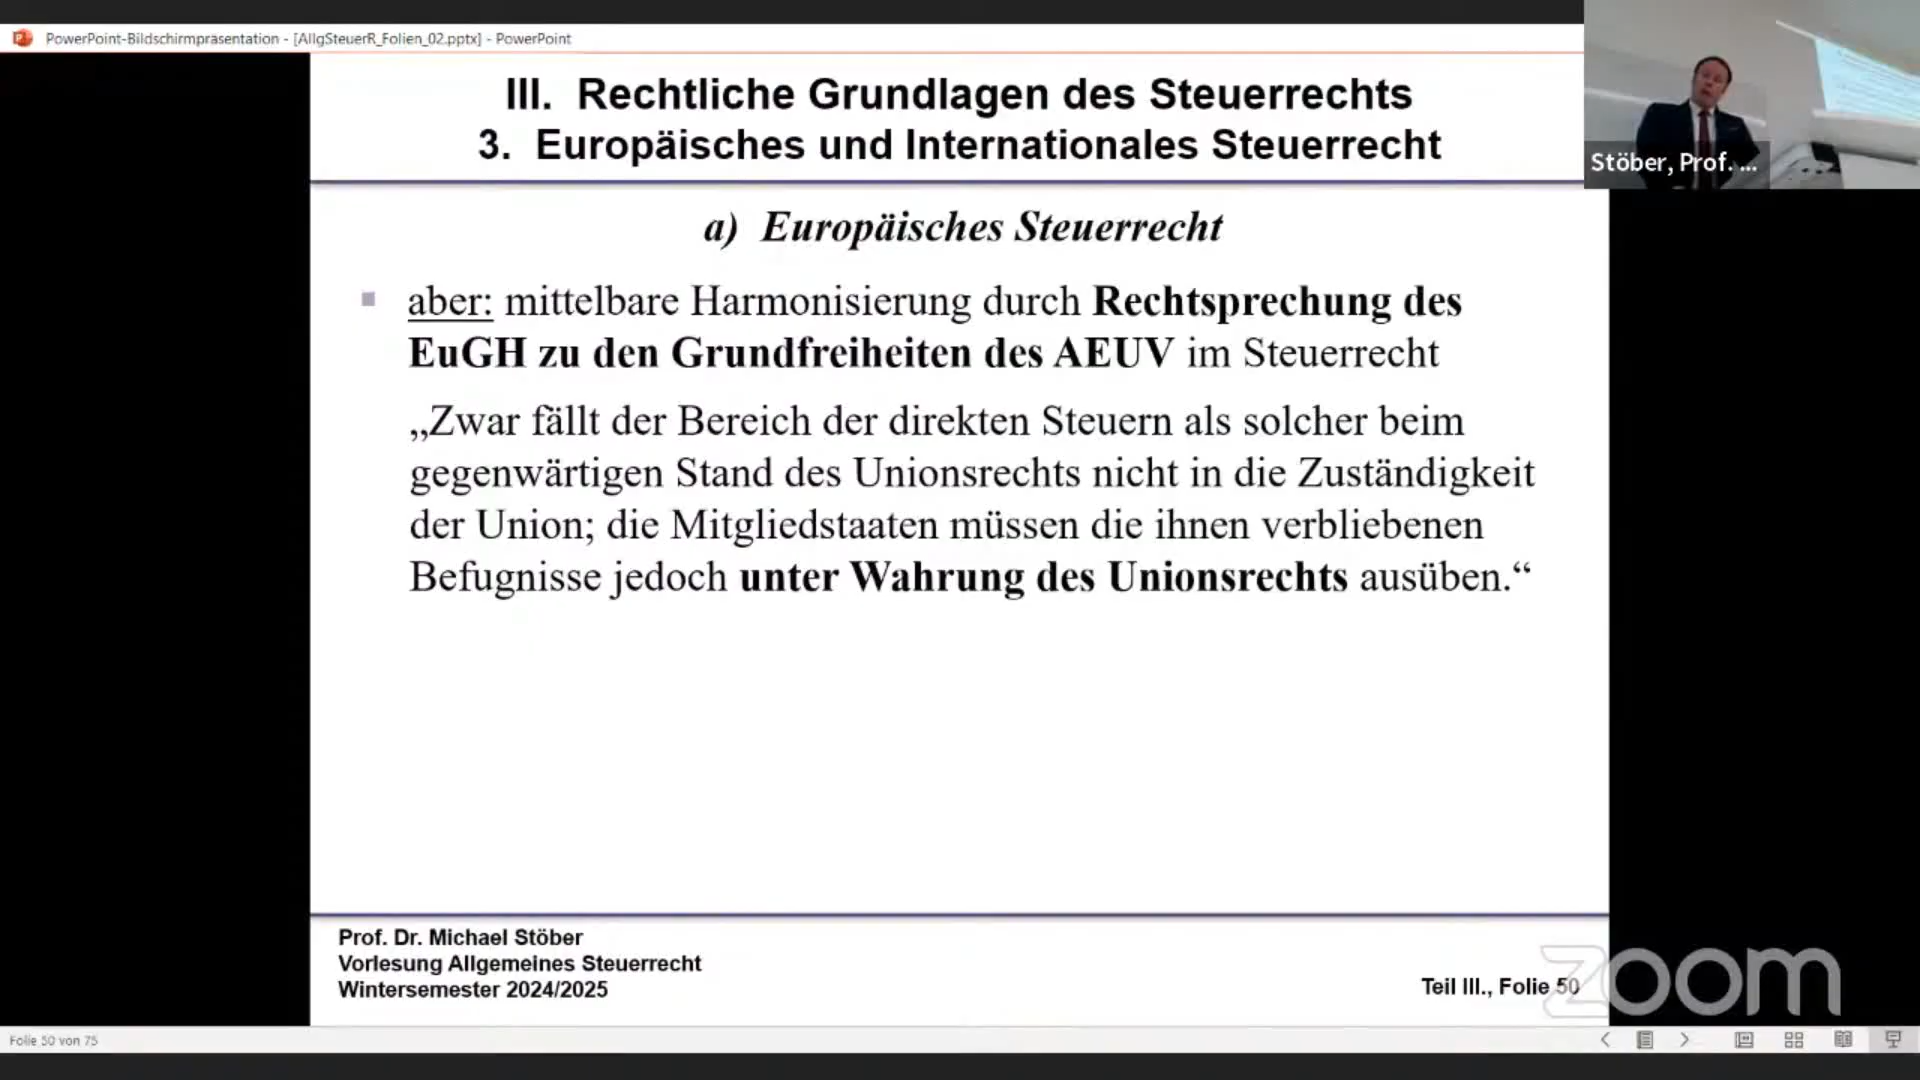 PowerPoint-Bildschirmpräsentation - [AllgSteuerR_Folien_02.pptx] - PowerPoint
III. Rechtliche Grundlagen des Steuerrechts
3. Europäisches und Internationales Steuerrecht
Stöber, Prof. ...
a) Europäisches Steuerrecht
aber: mittelbare Harmonisierung durch Rechtsprechung des
EuGH zu den Grundfreiheiten des AEUV im Steuerrecht
„Zwar fällt der Bereich der direkten Steuern als solcher beim
gegenwärtigen Stand des Unionsrechts nicht in die Zuständigkeit
der Union; die Mitgliedstaaten müssen die ihnen verbliebenen
Befugnisse jedoch unter Wahrung des Unionsrechts ausüben.“
Prof. Dr. Michael Stöber
Vorlesung Allgemeines Steuerrecht
Wintersemester 2024/2025
Teil III., Folie 50
zoom
Folie 50 von 75